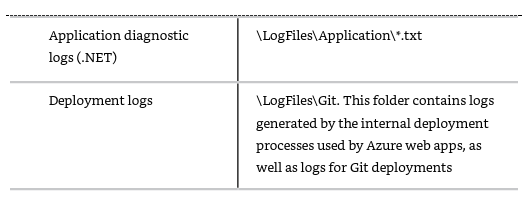 Application diagnostic
logs (.NET)
\LogFiles\Application\*.txt
Deployment logs
\LogFiles\Git. This folder contains logs
generated by the internal deployment
processes used by Azure web apps, as
well as logs for Git deployments